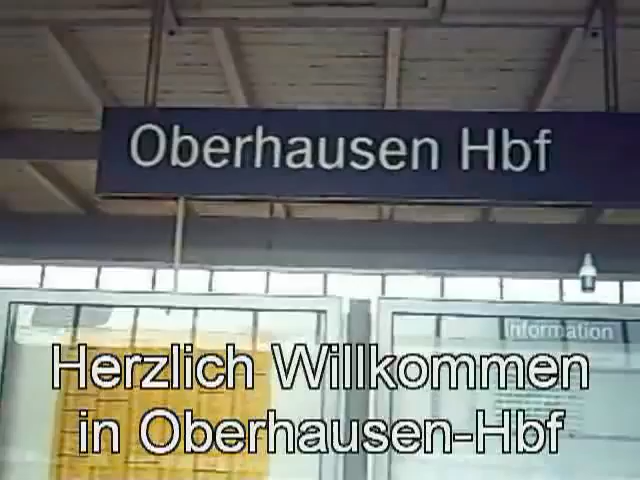 Oberhausen Hbf
Information
Herzlich Willkommen
in Oberhausen-Hbf